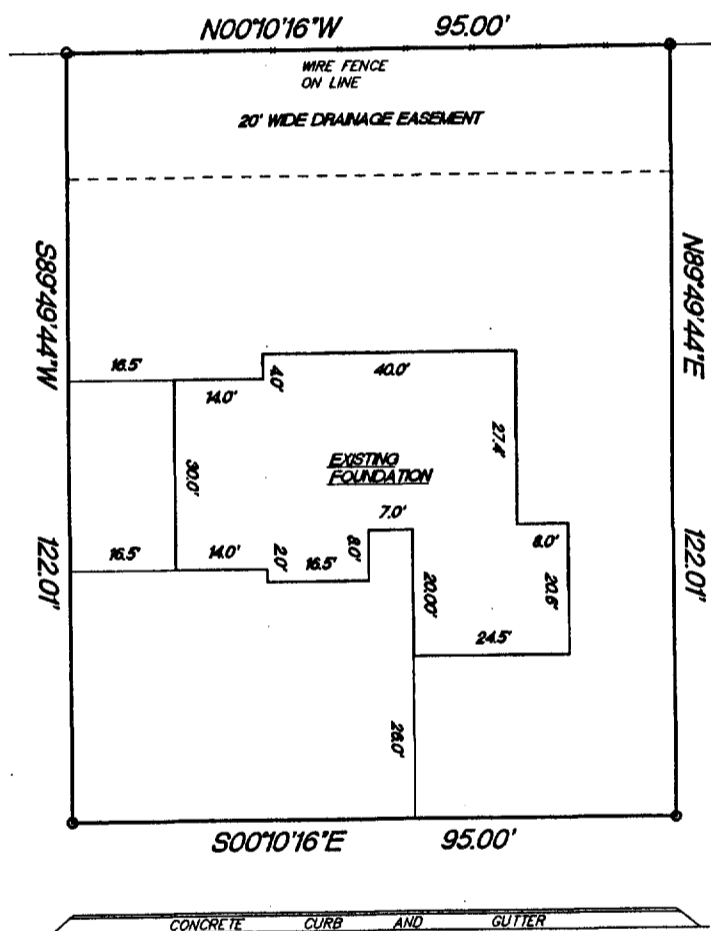 N00°10'16"W 95.00'
WIRE FENCE
ON LINE
20' WIDE DRAINAGE EASEMENT
S89°49'44"W
N89°49'44"E
16.5'
14.0'
4.0'
40.0'
27.4'
30.0'
EXISTING
FOUNDATION
7.0'
8.0'
16.5'
14.0'
2.0'
16.5'
8.0'
20.00'
20.6'
24.5'
122.01'
122.01'
26.0'
S00°10'16"E 95.00'
CONCRETE CURB AND GUTTER